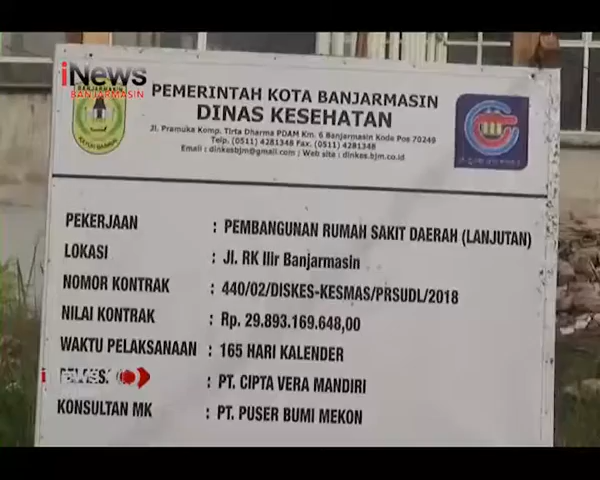 iNews
BANJARMASIN
PEMERINTAH KOTA BANJARMASIN
DINAS KESEHATAN
Jl. Pramuka Komp. Tirta Dharma PDAM Km. 6 Banjarmasin Kode Pos 70249
Telp. (0511) 4281348 Fax. (0511) 4281348
Email : dinkesbjm@gmail.com / Web site : dinkes.bjm.co.id
KAYUH BAIMBAI
PEKERJAAN : PEMBANGUNAN RUMAH SAKIT DAERAH (LANJUTAN)
LOKASI : Jl. RK Ilir Banjarmasin
NOMOR KONTRAK : 440/02/DISKES-KESMAS/PRSUDL/2018
NILAI KONTRAK : Rp. 29.893.169.648,00
WAKTU PELAKSANAAN : 165 HARI KALENDER
: PT. CIPTA VERA MANDIRI
iNews
KONSULTAN MK : PT. PUSER BUMI MEKON